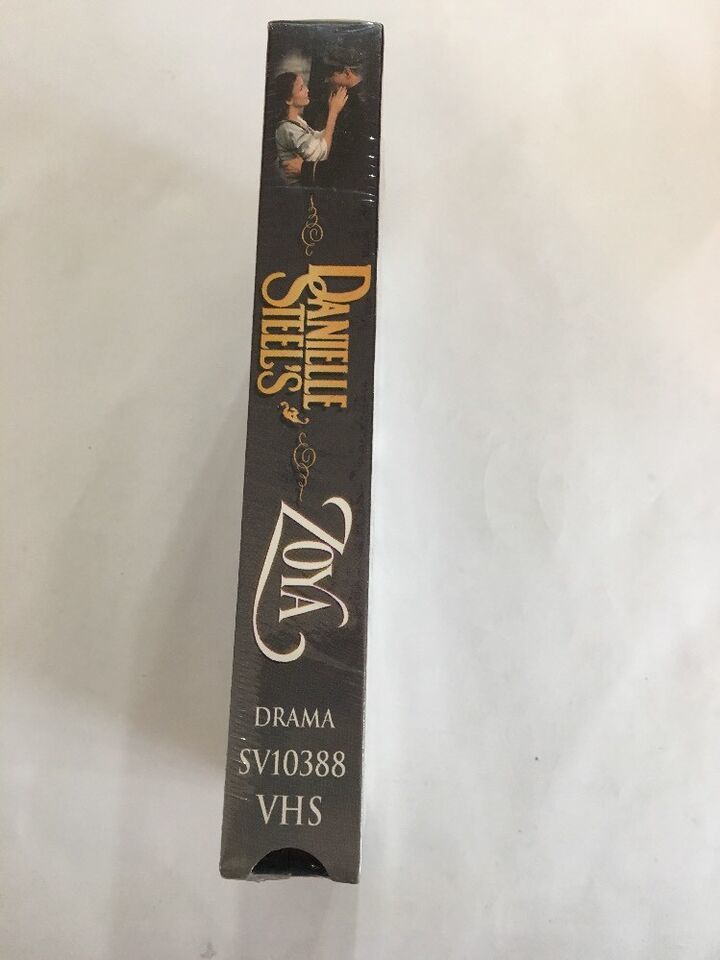 DANIELLE
STEEL'S
ZOYA
DRAMA
SV10388
VHS